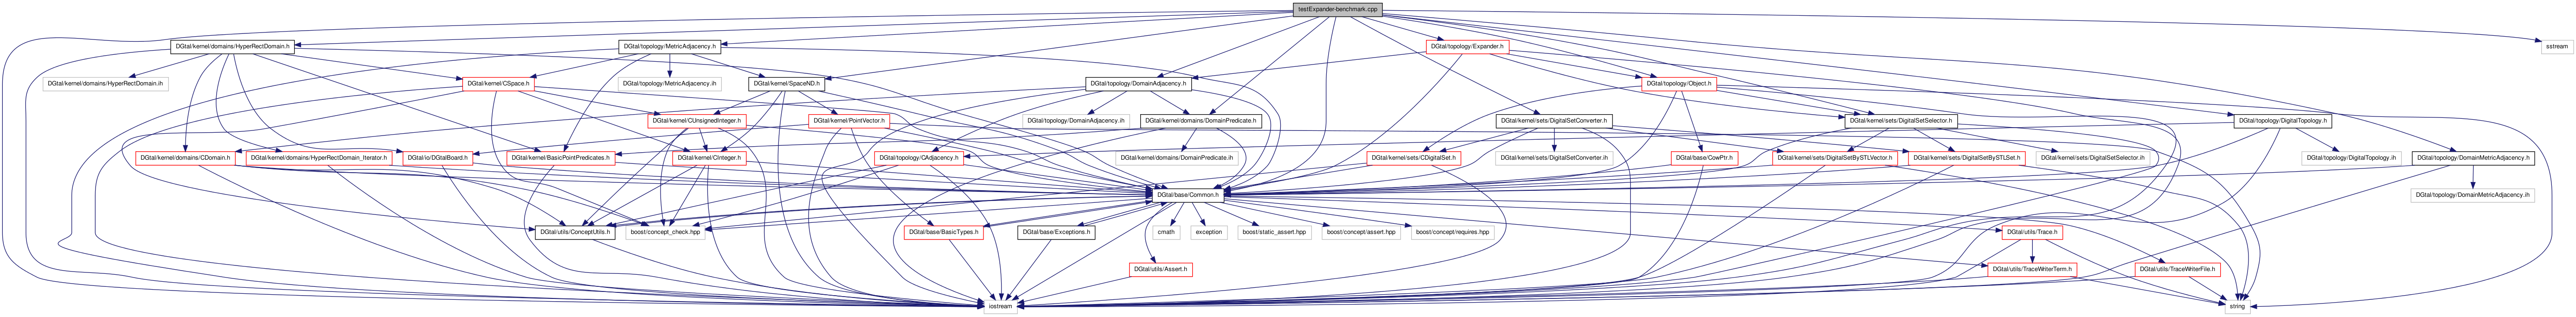 testExpander-benchmark.cpp
DGtal/kernel/domains/HyperRectDomain.h
DGtal/topology/MetricAdjacency.h
DGtal/topology/Expander.h
sstream
DGtal/kernel/domains/HyperRectDomain.ih
DGtal/kernel/CSpace.h
DGtal/topology/MetricAdjacency.ih
DGtal/kernel/SpaceND.h
DGtal/topology/DomainAdjacency.h
DGtal/topology/Object.h
DGtal/kernel/CUnsignedInteger.h
DGtal/kernel/PointVector.h
DGtal/topology/DomainAdjacency.ih
DGtal/kernel/domains/DomainPredicate.h
DGtal/kernel/sets/DigitalSetConverter.h
DGtal/kernel/sets/DigitalSetSelector.h
DGtal/topology/DigitalTopology.h
DGtal/kernel/domains/CDomain.h
DGtal/kernel/domains/HyperRectDomain_Iterator.h
DGtal/io/DGtalBoard.h
DGtal/kernel/BasicPointPredicates.h
DGtal/kernel/CInteger.h
DGtal/topology/CAdjacency.h
DGtal/kernel/domains/DomainPredicate.ih
DGtal/kernel/sets/CDigitalSet.h
DGtal/kernel/sets/DigitalSetConverter.ih
DGtal/base/CowPtr.h
DGtal/kernel/sets/DigitalSetBySTLVector.h
DGtal/kernel/sets/DigitalSetBySTLSet.h
DGtal/kernel/sets/DigitalSetSelector.ih
DGtal/topology/DigitalTopology.ih
DGtal/topology/DomainMetricAdjacency.h
DGtal/base/Common.h
DGtal/topology/DomainMetricAdjacency.ih
DGtal/utils/ConceptUtils.h
boost/concept_check.hpp
DGtal/base/BasicTypes.h
DGtal/base/Exceptions.h
cmath
exception
boost/static_assert.hpp
boost/concept/assert.hpp
boost/concept/requires.hpp
DGtal/utils/Trace.h
DGtal/utils/Assert.h
DGtal/utils/TraceWriterTerm.h
DGtal/utils/TraceWriterFile.h
iostream
string